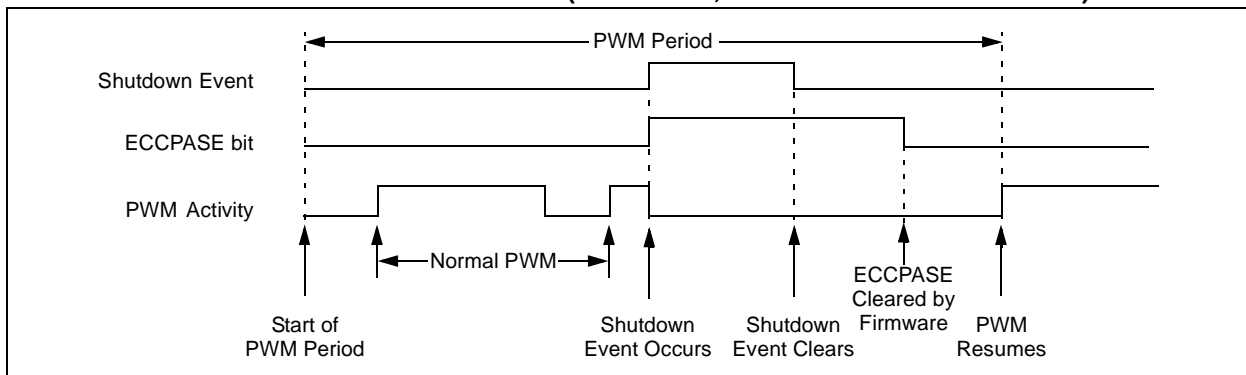 PWM Period
Shutdown Event
ECCPASE bit
PWM Activity
Normal PWM
Start of
PWM Period
Shutdown
Event Occurs
Shutdown
Event Clears
ECCPASE
Cleared by
Firmware
PWM
Resumes